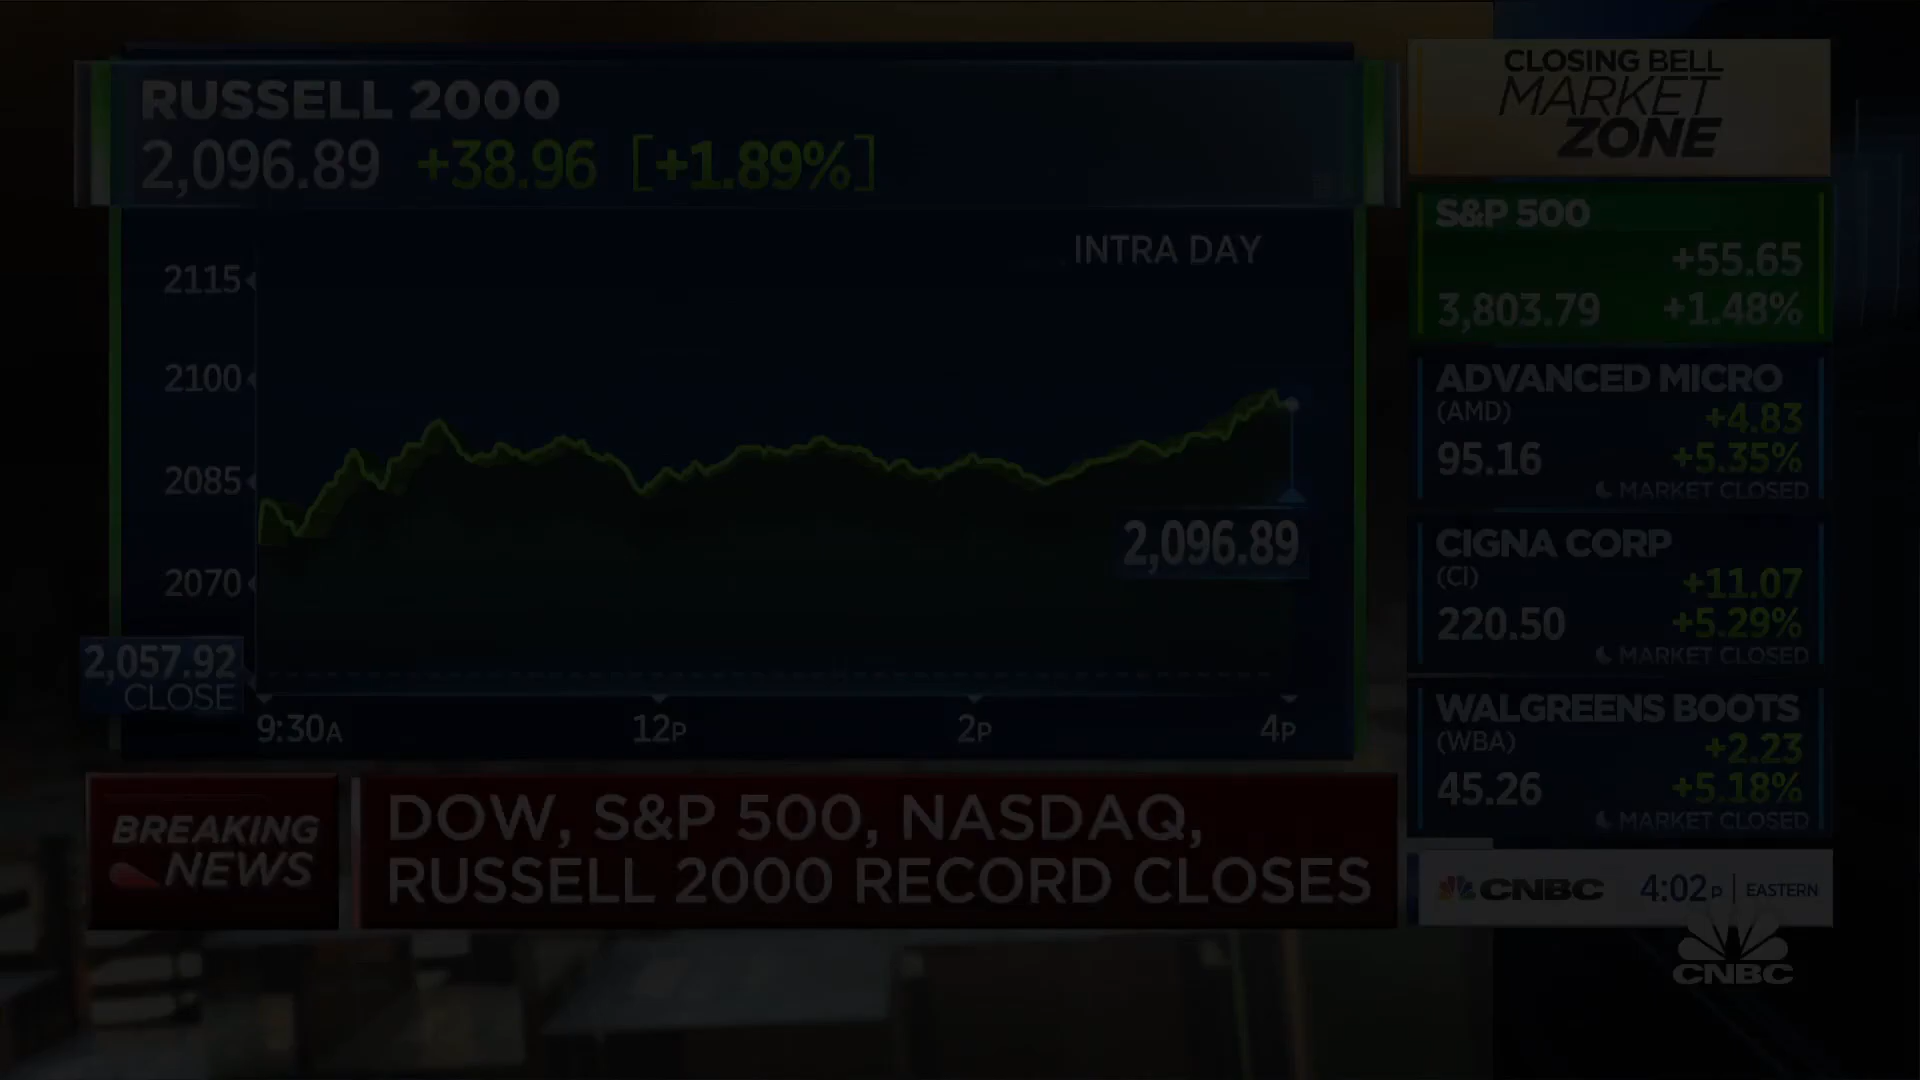 RUSSELL 2000
2,096.89 +38.96 [+1.89%]
INTRA DAY
2115
2100
2085
2070
2,096.89
2,057.92
CLOSE
9:30A 12P 2P 4P
BREAKING
NEWS
DOW, S&P 500, NASDAQ,
RUSSELL 2000 RECORD CLOSES
CLOSING BELL
MARKET
ZONE
S&P 500
+55.65
3,803.79 +1.48%
ADVANCED MICRO
(AMD) +4.83
95.16 +5.35%
MARKET CLOSED
CIGNA CORP
(CI) +11.07
220.50 +5.29%
MARKET CLOSED
WALGREENS BOOTS
(WBA) +2.23
45.26 +5.18%
MARKET CLOSED
CNBC 4:02P EASTERN
CNBC